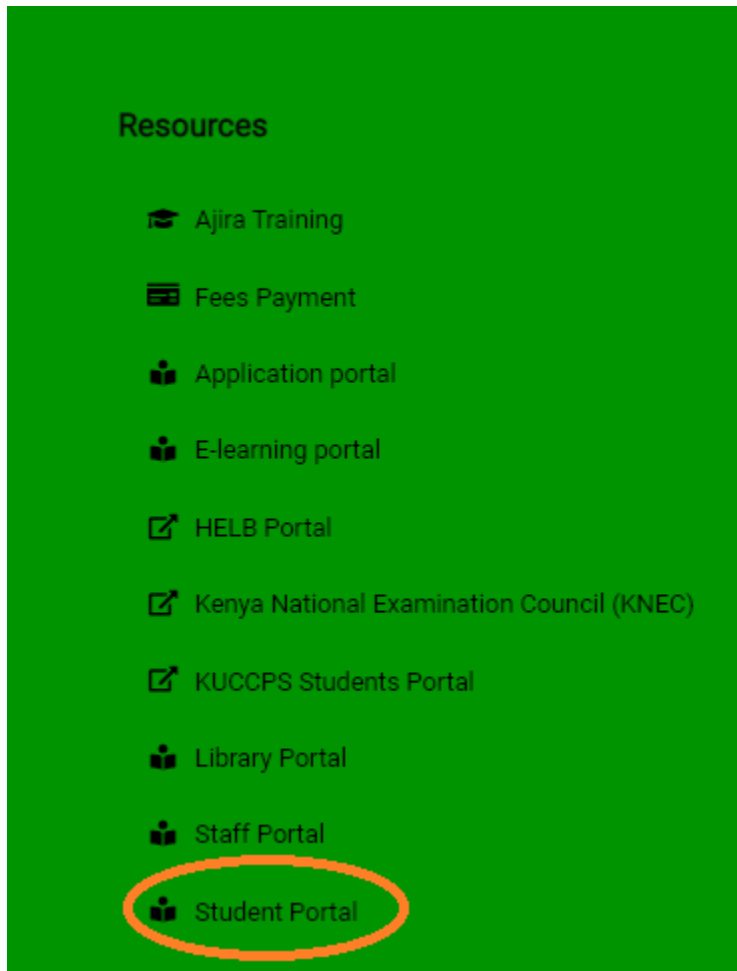 Resources
Ajira Training
Fees Payment
Application portal
E-learning portal
HELB Portal
Kenya National Examination Council (KNEC)
KUCCPS Students Portal
Library Portal
Staff Portal
Student Portal